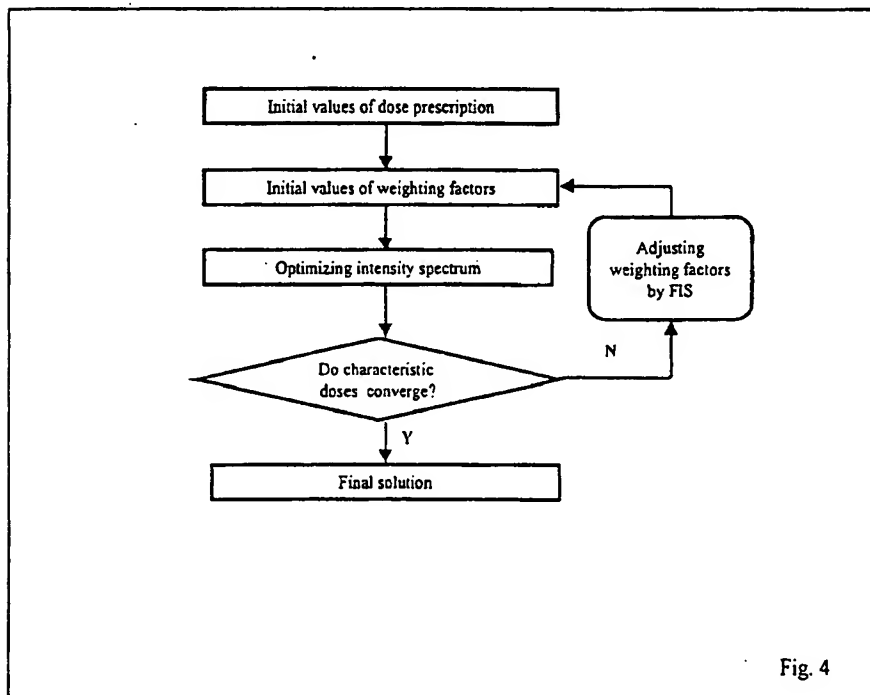 Initial values of dose prescription
Initial values of weighting factors
Optimizing intensity spectrum
Adjusting
weighting factors
by FIS
Do characteristic
doses converge?
N
Y
Final solution
Fig. 4